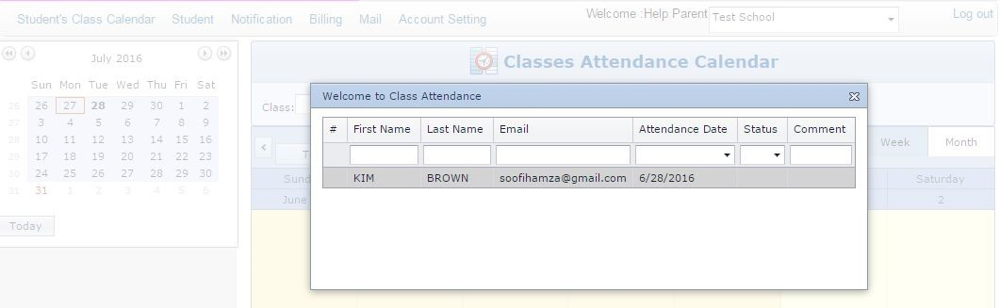 Student's Class Calendar Student Notification Billing Mail Account Setting Welcome :Help Parent Test School Log out
July 2016
Sun Mon Tue Wed Thu Fri Sat
26 26 27 28 29 30 1 2
27 3 4 5 6 7 8 9
28 10 11 12 13 14 15 16
29 17 18 19 20 21 22 23
30 24 25 26 27 28 29 30
31 31 1 2 3 4 5 6
Today
Classes Attendance Calendar
Class:
Welcome to Class Attendance
# First Name Last Name Email Attendance Date Status Comment
KIM BROWN soofihamza@gmail.com 6/28/2016
Week Month
Saturday
June
2